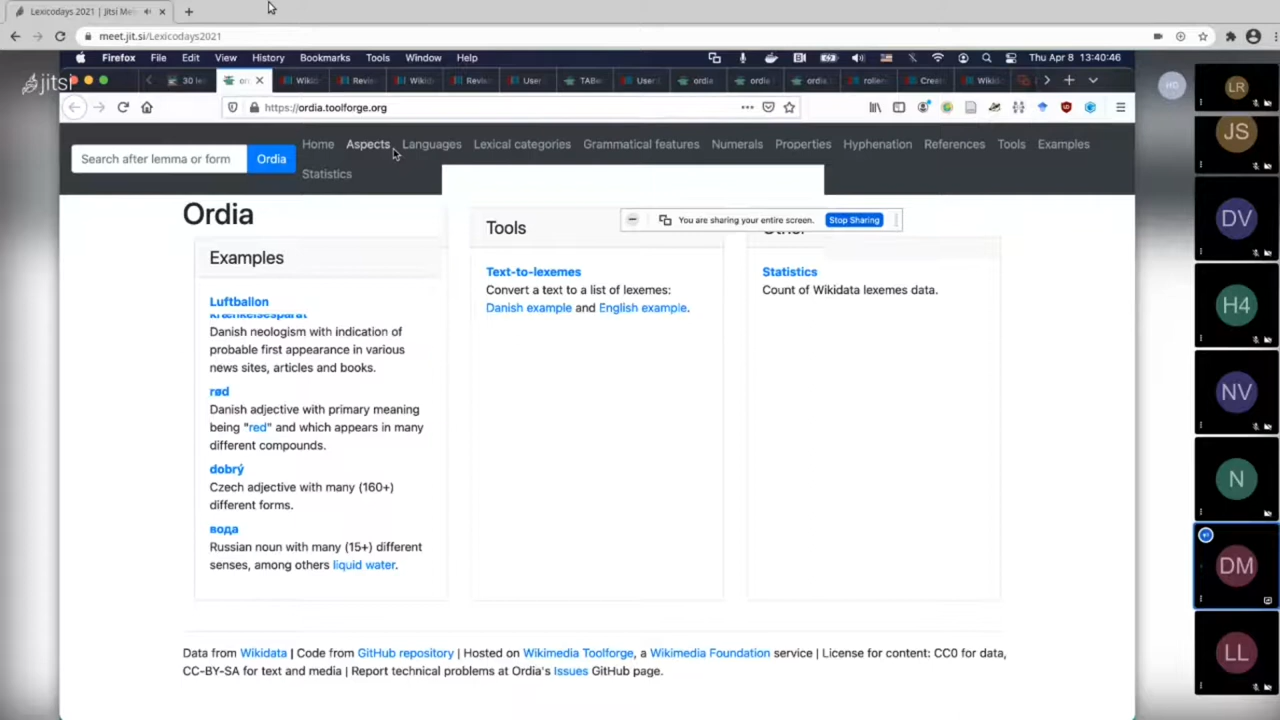 Lexicodays 2021 | Jitsi Me
meet.jit.si/Lexicodays2021
Firefox File Edit View History Bookmarks Tools Window Help Thu Apr 8 13:40:46
jitsi
30 le
User
ordia
ordia
https://ordia.toolforge.org
Search after lemma or form
Ordia
Home Aspects Languages Lexical categories Grammatical features Numerals Properties Hyphenation References Tools Examples
Statistics
Ordia
You are sharing your entire screen. Stop Sharing
Examples
Luftballon
Danish neologism with indication of
probable first appearance in various
news sites, articles and books.
rød
Danish adjective with primary meaning
being "red" and which appears in many
different compounds.
dobrý
Czech adjective with many (160+)
different forms.
вода
Russian noun with many (15+) different
senses, among others liquid water.
Tools
Text-to-lexemes
Convert a text to a list of lexemes:
Danish example and English example.
Statistics
Count of Wikidata lexemes data.
Data from Wikidata | Code from GitHub repository | Hosted on Wikimedia Toolforge, a Wikimedia Foundation service | License for content: CC0 for data,
CC-BY-SA for text and media | Report technical problems at Ordia's Issues GitHub page.
HD
LR
JS
DV
H4
NV
N
DM
LL